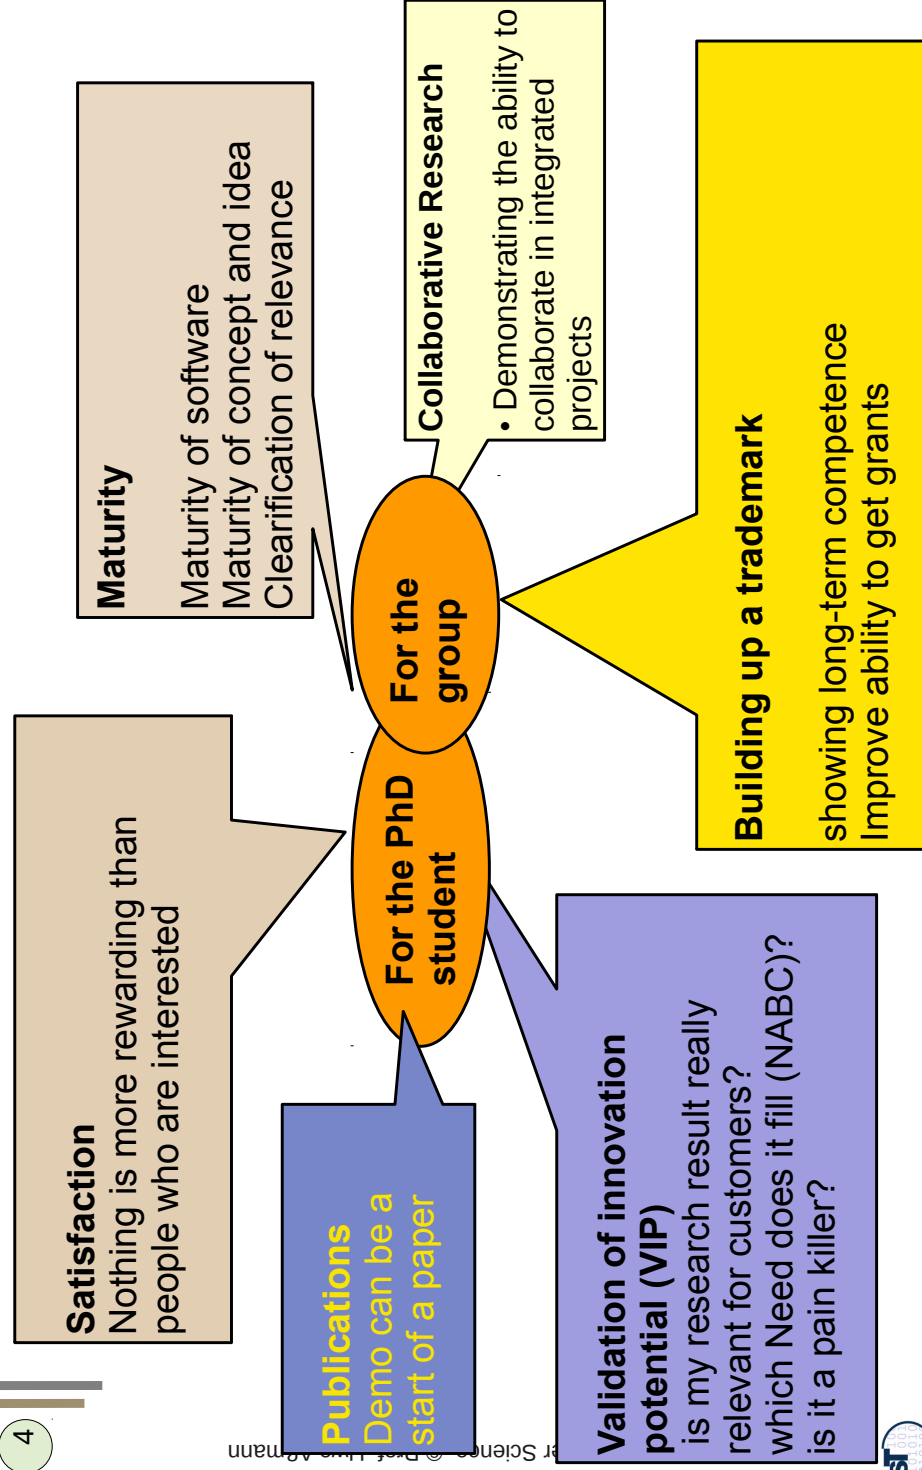 4
Satisfaction
Nothing is more rewarding than
people who are interested
Maturity
Maturity of software
Maturity of concept and idea
Clearification of relevance
Publications
Demo can be a
start of a paper
For the PhD
student
For the
group
Collaborative Research
• Demonstrating the ability to
collaborate in integrated
projects
Validation of innovation
potential (VIP)
is my research result really
relevant for customers?
which Need does it fill (NABC)?
is it a pain killer?
Building up a trademark
showing long-term competence
Improve ability to get grants
© Prof. Uwe Aßmann